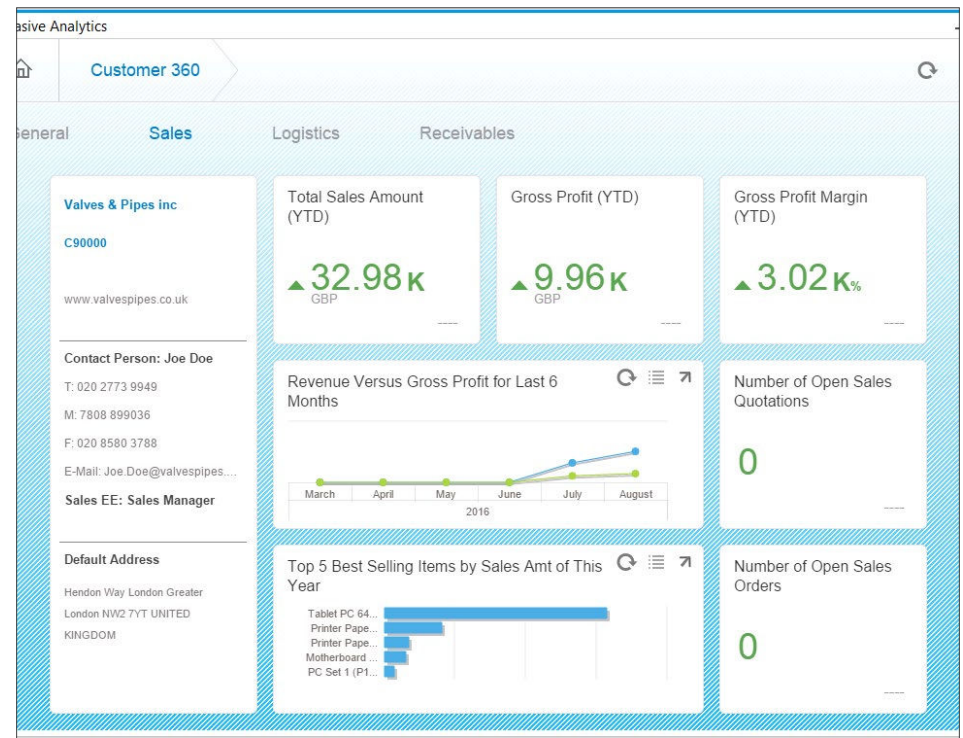 asive Analytics
Customer 360
General
Sales
Logistics
Receivables
Valves & Pipes inc
C90000
www.valvespipes.co.uk
Contact Person: Joe Doe
T: 020 2773 9949
M: 7808 899036
F: 020 8580 3788
E-Mail: Joe.Doe@valvespipes....
Sales EE: Sales Manager
Default Address
Hendon Way London Greater
London NW2 7YT UNITED
KINGDOM
Total Sales Amount
(YTD)
32.98 K
GBP
----
Gross Profit (YTD)
9.96 K
GBP
----
Gross Profit Margin
(YTD)
3.02 K%
----
Revenue Versus Gross Profit for Last 6
Months
March April May June July August
2016
Number of Open Sales
Quotations
0
----
Top 5 Best Selling Items by Sales Amt of This
Year
Tablet PC 64...
Printer Pape...
Printer Pape...
Motherboard ...
PC Set 1 (P1...
Number of Open Sales
Orders
0
----